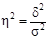 η² = δ²/σ²